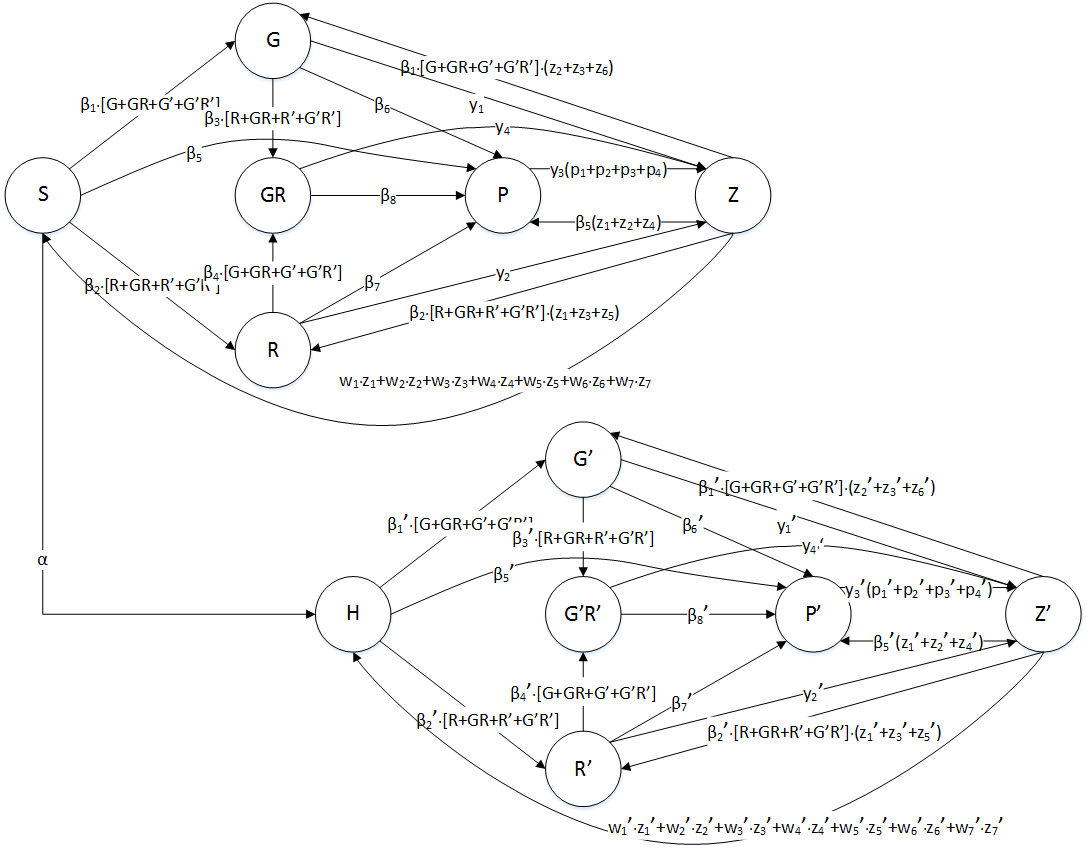 G
β₁·[G+GR+G′+G′R′]·(z₂+z₃+z₆)
β₁·[G+GR+G′+G′R′]
β₆
y₁
β₃·[R+GR+R′+G′R′]
y₄
β₅
y₃(p₁+p₂+p₃+p₄)
S
GR
β₈
P
Z
β₅(z₁+z₂+z₄)
β₄·[G+GR+G′+G′R′]
y₂
β₂·[R+GR+R′+G′R′]
β₇
β₂·[R+GR+R′+G′R′]·(z₁+z₃+z₅)
R
w₁·z₁+w₂·z₂+w₃·z₃+w₄·z₄+w₅·z₅+w₆·z₆+w₇·z₇
α
G′
β₁′·[G+GR+G′+G′R′]·(z₂′+z₃′+z₆′)
β₁′·[G+GR+G′+G′R′]
β₆′
y₁′
β₃′·[R+GR+R′+G′R′]
y₄′
β₅′
y₃′(p₁′+p₂′+p₃′+p₄′)
H
G′R′
β₈′
P′
Z′
β₅′(z₁′+z₂′+z₄′)
β₄′·[G+GR+G′+G′R′]
y₂′
β₇′
β₂′·[R+GR+R′+G′R′]
β₂′·[R+GR+R′+G′R′]·(z₁′+z₃′+z₅′)
R′
w₁′·z₁′+w₂′·z₂′+w₃′·z₃′+w₄′·z₄′+w₅′·z₅′+w₆′·z₆′+w₇′·z₇′